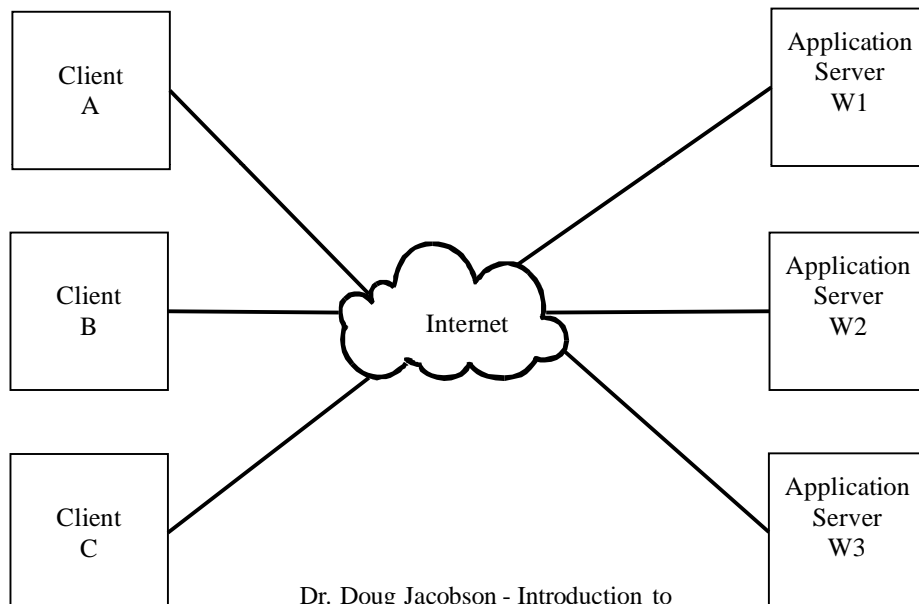 Client
A
Application
Server
W1
Client
B
Internet
Application
Server
W2
Client
C
Application
Server
W3
Dr. Doug Jacobson - Introduction to